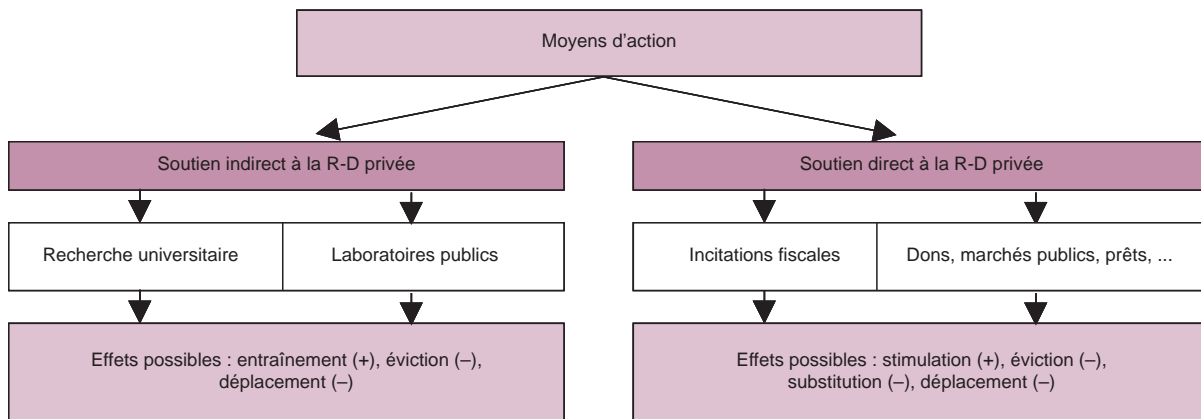 Moyens d'action
Soutien indirect à la R-D privée
Soutien direct à la R-D privée
Recherche universitaire
Laboratoires publics
Incitations fiscales
Dons, marchés publics, prêts, ...
Effets possibles : entraînement (+), éviction (–),
déplacement (–)
Effets possibles : stimulation (+), éviction (–),
substitution (–), déplacement (–)